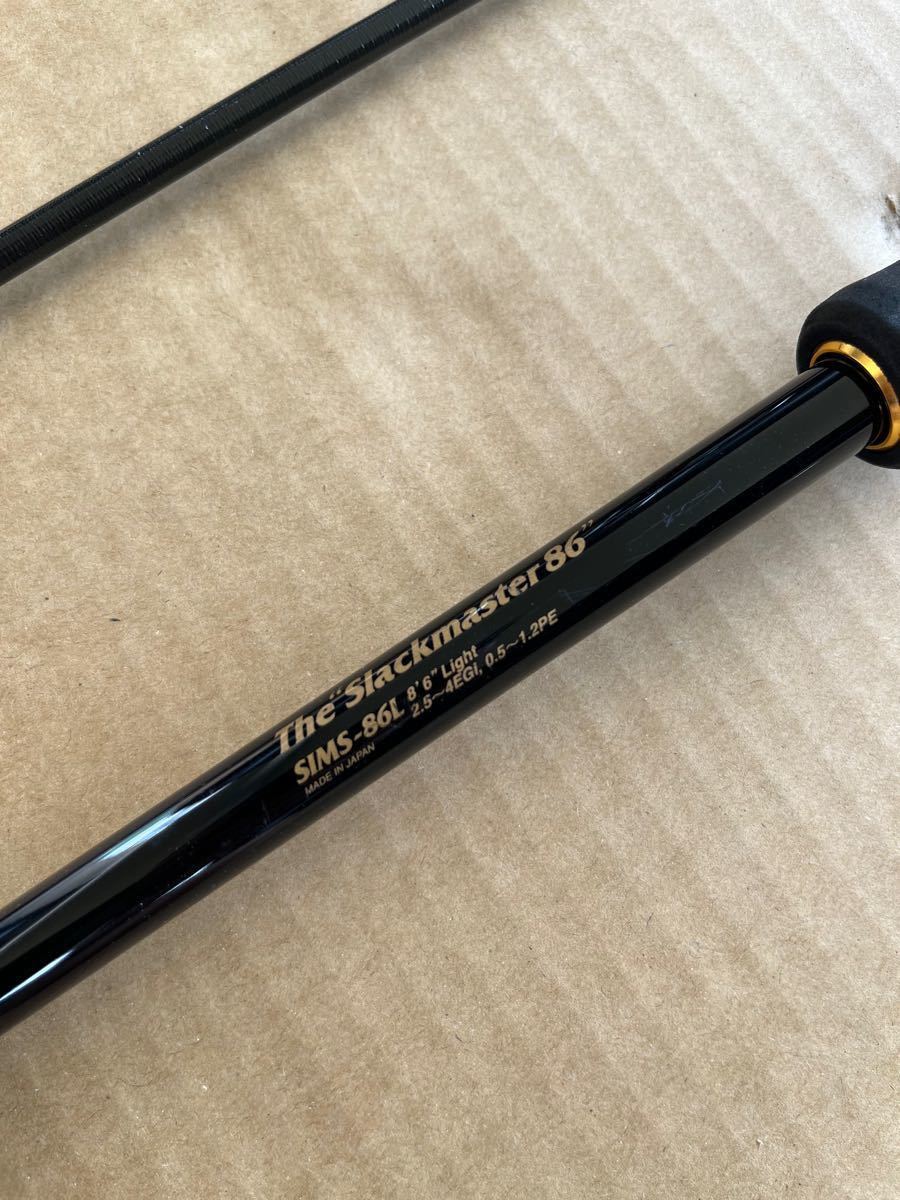 The "Slackmaster 86"
SIMS-86L 8'6" Light
2.5~4EGI, 0.5~1.2PE
MADE IN JAPAN